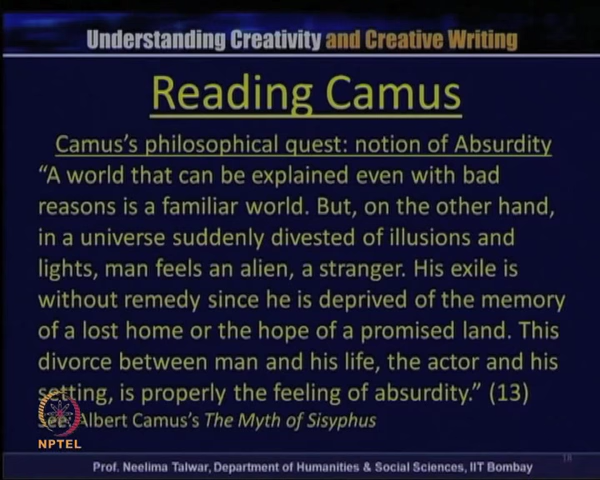 Understanding Creativity and Creative Writing
Reading Camus
Camus's philosophical quest: notion of Absurdity
“A world that can be explained even with bad
reasons is a familiar world. But, on the other hand,
in a universe suddenly divested of illusions and
lights, man feels an alien, a stranger. His exile is
without remedy since he is deprived of the memory
of a lost home or the hope of a promised land. This
divorce between man and his life, the actor and his
setting, is properly the feeling of absurdity.” (13)
See Albert Camus's The Myth of Sisyphus
NPTEL
18
Prof. Neelima Talwar, Department of Humanities & Social Sciences, IIT Bombay